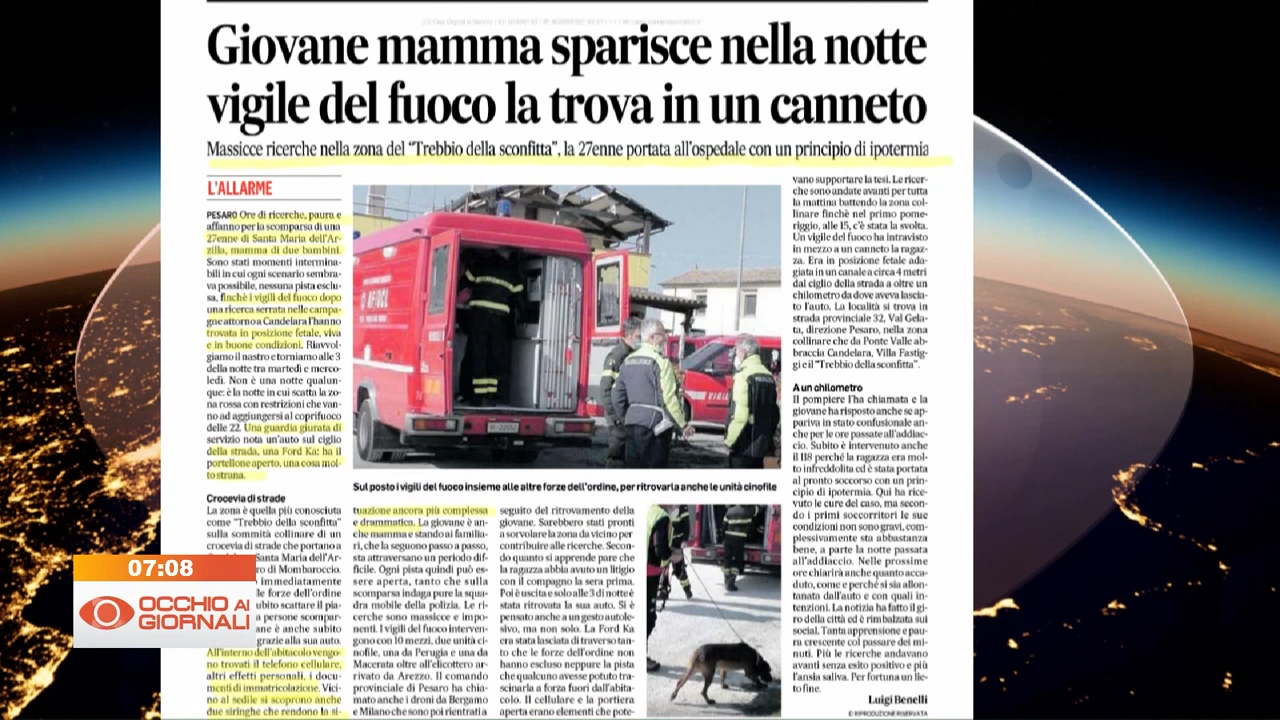 Giovane mamma sparisce nella notte
vigile del fuoco la trova in un canneto
Massicce ricerche nella zona del “Trebbio della sconfitta”, la 27enne portata all’ospedale con un principio di ipotermia
L'ALLARME
PESARO Ore di ricerche, paura e
affanno per la scomparsa di una
27enne di Santa Maria dell'Ar-
zilla, mamma di due bambini.
Sono stati momenti intermina-
bili in cui ogni scenario sembra-
va possibile, nessuna pista esclu-
sa, finchè i vigili del fuoco dopo
una ricerca serrata nelle campa-
gne attorno a Candelara l'hanno
trovata in posizione fetale, viva
e in buone condizioni. Riavvol-
giamo il nastro e torniamo alle 3
della notte tra martedì e merco-
ledì. Non è una notte qualun-
que: è la notte in cui scatta la zo-
na rossa con restrizioni che van-
no ad aggiungersi al coprifuoco
delle 22. Una guardia giurata di
servizio nota un'auto sul ciglio
della strada, una Ford Ka: ha il
portellone aperto, una cosa mol-
to strana.
Crocevia di strade
La zona è quella più conosciuta
come “Trebbio della sconfitta”
sulla sommità collinare di un
crocevia di strade che portano a
Santa Maria dell'Ar-
ro di Mombaroccio.
immediatamente
le forze dell'ordine
ubito scattare il pia-
a persone scompar-
ane è anche subito
grazie alla sua auto.
All'interno dell'abitacolo vengo-
no trovati il telefono cellulare,
altri effetti personali, i docu-
menti di immatricolazione. Vici-
no al sedile si scoprono anche
due siringhe che rendono la si-
AFIUCL
VIGILI
Sul posto i vigili del fuoco insieme alle altre forze dell'ordine, per ritrovarla anche le unità cinofile
tuazione ancora più complessa
e drammatica. La giovane è an-
che mamma e stando ai familia-
ri, che la seguono passo a passo,
sta attraversano un periodo dif-
ficile. Ogni pista quindi può es-
sere aperta, tanto che sulla
scomparsa indaga pure la squa-
dra mobile della polizia. Le ri-
cerche sono massicce e impo-
nenti. I vigili del fuoco interven-
gono con 10 mezzi, due unità ci-
nofile, una da Perugia e una da
Macerata oltre all'elicottero ar-
rivato da Arezzo. Il comando
provinciale di Pesaro ha chia-
mato anche i droni da Bergamo
e Milano che sono poi rientrati a
seguito del ritrovamento della
giovane. Sarebbero stati pronti
a sorvolare la zona da vicino per
contribuire alle ricerche. Secon-
do quanto si apprende pare che
la ragazza abbia avuto un litigio
con il compagno la sera prima.
Poi è uscita e solo alle 3 di notte è
stata ritrovata la sua auto. Si è
pensato anche a un gesto autole-
sivo, ma non solo. La Ford Ka
era stata lasciata di traverso tan-
to che le forze dell'ordine non
hanno escluso neppure la pista
che qualcuno avesse potuto tra-
scinarla a forza fuori dall'abita-
colo. Il cellulare e la portiera
aperta erano elementi che pote-
vano supportare la tesi. Le ricer-
che sono andate avanti per tutta
la mattina battendo la zona col-
linare finchè nel primo pome-
riggio, alle 15, c'è stata la svolta.
Un vigile del fuoco ha intravisto
in mezzo a un canneto la ragaz-
za. Era in posizione fetale ada-
giata in un canale a circa 4 metri
dal ciglio della strada a oltre un
chilometro da dove aveva lascia-
to l'auto. La località si trova in
strada provinciale 32, Val Gela-
ta, direzione Pesaro, nella zona
collinare che da Ponte Valle ab-
braccia Candelara, Villa Fastig-
gi e il “Trebbio della sconfitta”.
A un chilometro
Il pompiere l'ha chiamata e la
giovane ha risposto anche se ap-
pariva in stato confusionale an-
che per le ore passate all'addiac-
cio. Subito è intervenuto anche
il 118 perché la ragazza era mol-
to infreddolita ed è stata portata
al pronto soccorso con un prin-
cipio di ipotermia. Qui ha rice-
vuto le cure del caso, ma secon-
do i primi soccorritori le sue
condizioni non sono gravi, com-
plessivamente sta abbastanza
bene, a parte la notte passata
all'addiaccio. Nelle prossime
ore chiarirà anche quanto acca-
duto, come e perché si sia allon-
tanata dall'auto e con quali in-
tenzioni. La notizia ha fatto il gi-
ro della città ed è rimbalzata sui
social. Tanta apprensione e pau-
ra crescente col passare dei mi-
nuti. Più le ricerche andavano
avanti senza esito positivo e più
l'ansia saliva. Per fortuna un lie-
to fine.
Luigi Benelli
© RIPRODUZIONE RISERVATA
07:08
OCCHIO AI
GIORNALI